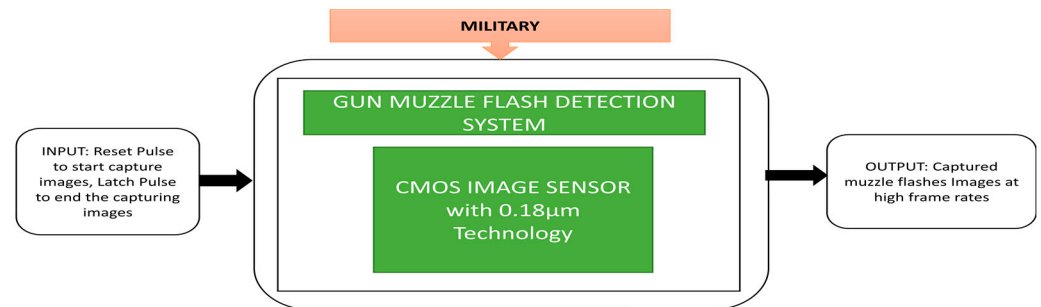 MILITARY
GUN MUZZLE FLASH DETECTION
SYSTEM
INPUT: Reset Pulse
to start capture
images, Latch Pulse
to end the capturing
images
CMOS IMAGE SENSOR
with 0.18μm
Technology
OUTPUT: Captured
muzzle flashes Images at
high frame rates